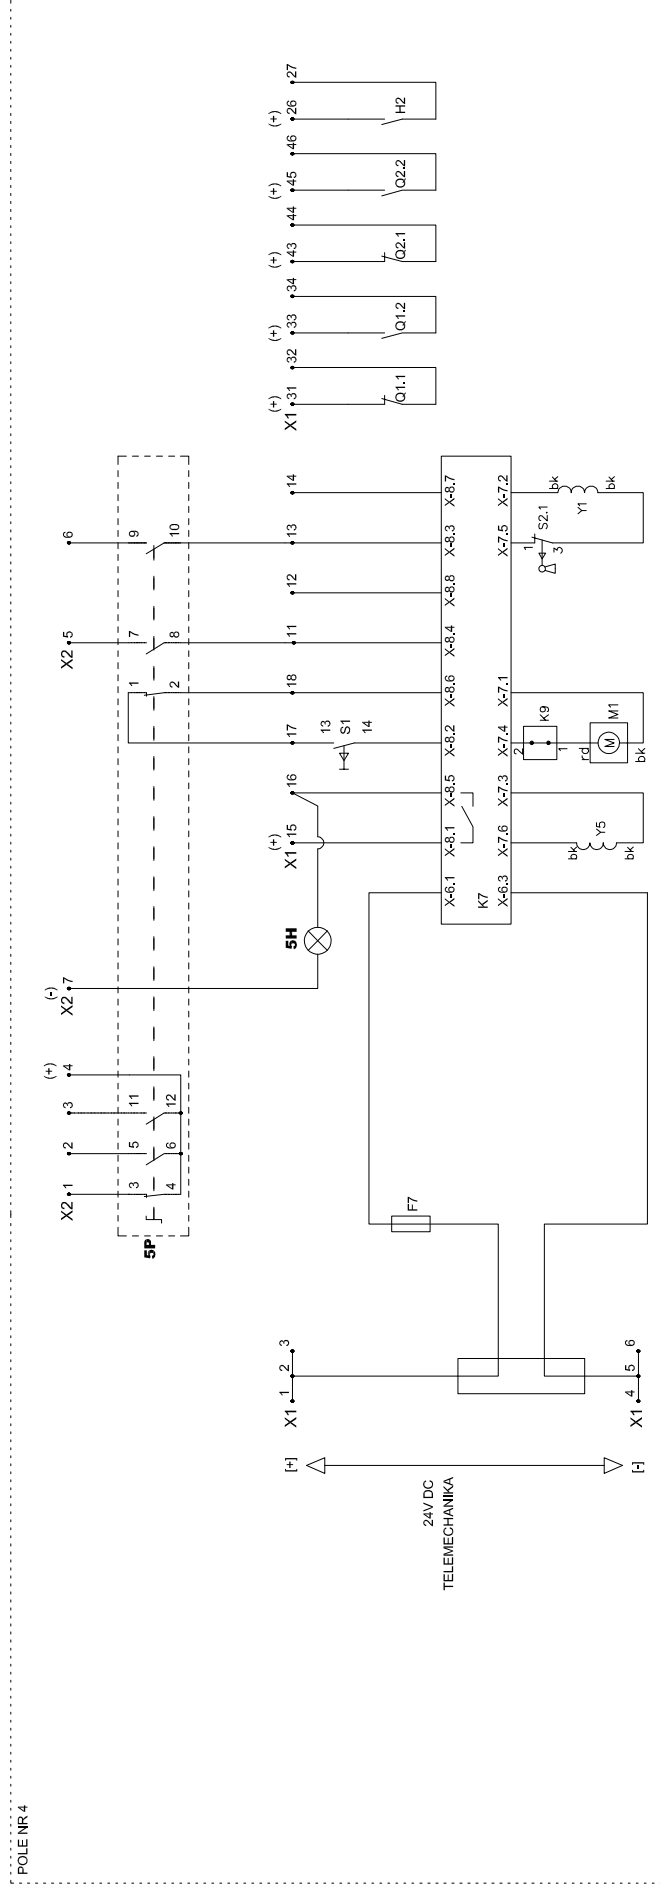 POLE NR 4
24V DC
TELEMECHANIKA
[+]
[-]
X1 1 2 3
X1 4 5 6
F7
5P
X2 1 2 3 4 (+)
3 5 11
4 6 12
X2 7 (-)
5H
X1 15 (+) 16 17 18 11 12 13 14
13 S1 14
1 2
X2 5 6
7 8
9 10
X-6.1 X-8.1 X-8.5 X-8.2 X-8.6 X-8.4 X-8.8 X-8.3 X-8.7
K7
X-6.3 X-7.6 X-7.3 X-7.4 X-7.1 X-7.5 X-7.2
bk Y5 bk
2 K9 1
rd M1 M bk
1 S2.1 3
bk Y1 bk
X1 31 (+) 32 33 (+) 34 43 (+) 44 45 (+) 46 26 (+) 27
Q1.1 Q1.2 Q2.1 Q2.2 H2